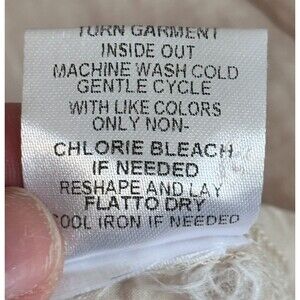 TURN GARMENT
INSIDE OUT
MACHINE WASH COLD
GENTLE CYCLE
WITH LIKE COLORS
ONLY NON-
CHLORIE BLEACH
IF NEEDED
RESHAPE AND LAY
FLATTO DRY
COOL IRON IF NEEDED